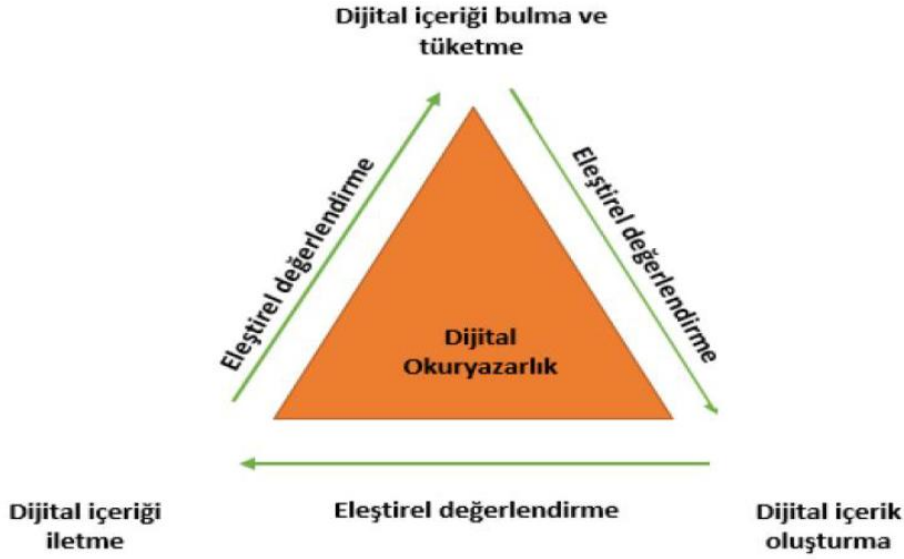 Dijital içeriği bulma ve
tüketme
Eleştirel değerlendirme
Eleştirel değerlendirme
Dijital
Okuryazarlık
Dijital içeriği
iletme
Eleştirel değerlendirme
Dijital içerik
oluşturma